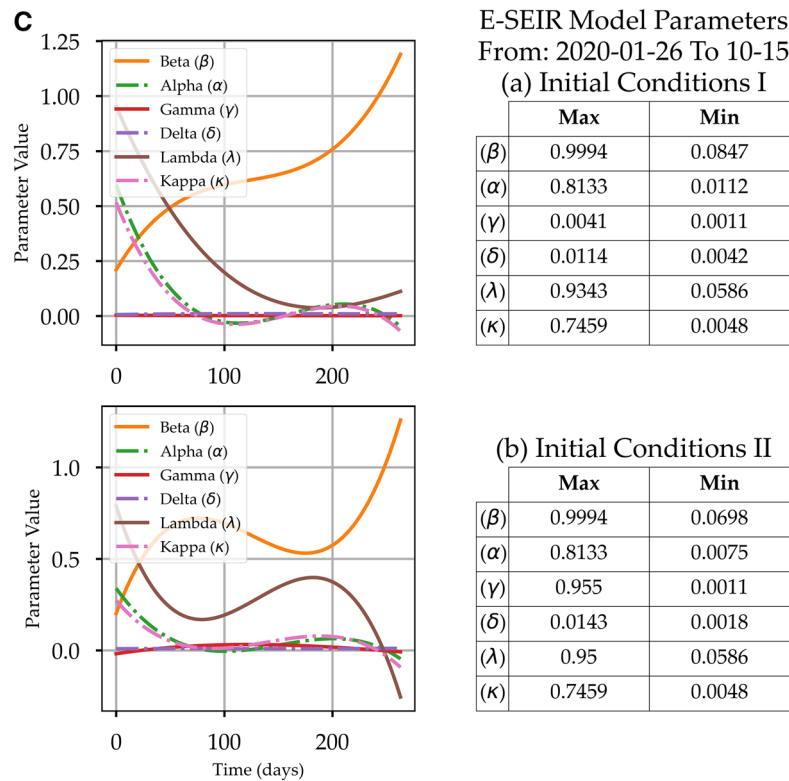 C
1.25
1.00
0.75
0.50
0.25
0.00
Parameter Value
Beta (β)
Alpha (α)
Gamma (γ)
Delta (δ)
Lambda (λ)
Kappa (κ)
0 100 200
E-SEIR Model Parameters
From: 2020-01-26 To 10-15
(a) Initial Conditions I
Max Min
(β) 0.9994 0.0847
(α) 0.8133 0.0112
(γ) 0.0041 0.0011
(δ) 0.0114 0.0042
(λ) 0.9343 0.0586
(κ) 0.7459 0.0048
1.0
0.5
0.0
Parameter Value
Beta (β)
Alpha (α)
Gamma (γ)
Delta (δ)
Lambda (λ)
Kappa (κ)
0 100 200
Time (days)
(b) Initial Conditions II
Max Min
(β) 0.9994 0.0698
(α) 0.8133 0.0075
(γ) 0.955 0.0011
(δ) 0.0143 0.0018
(λ) 0.95 0.0586
(κ) 0.7459 0.0048